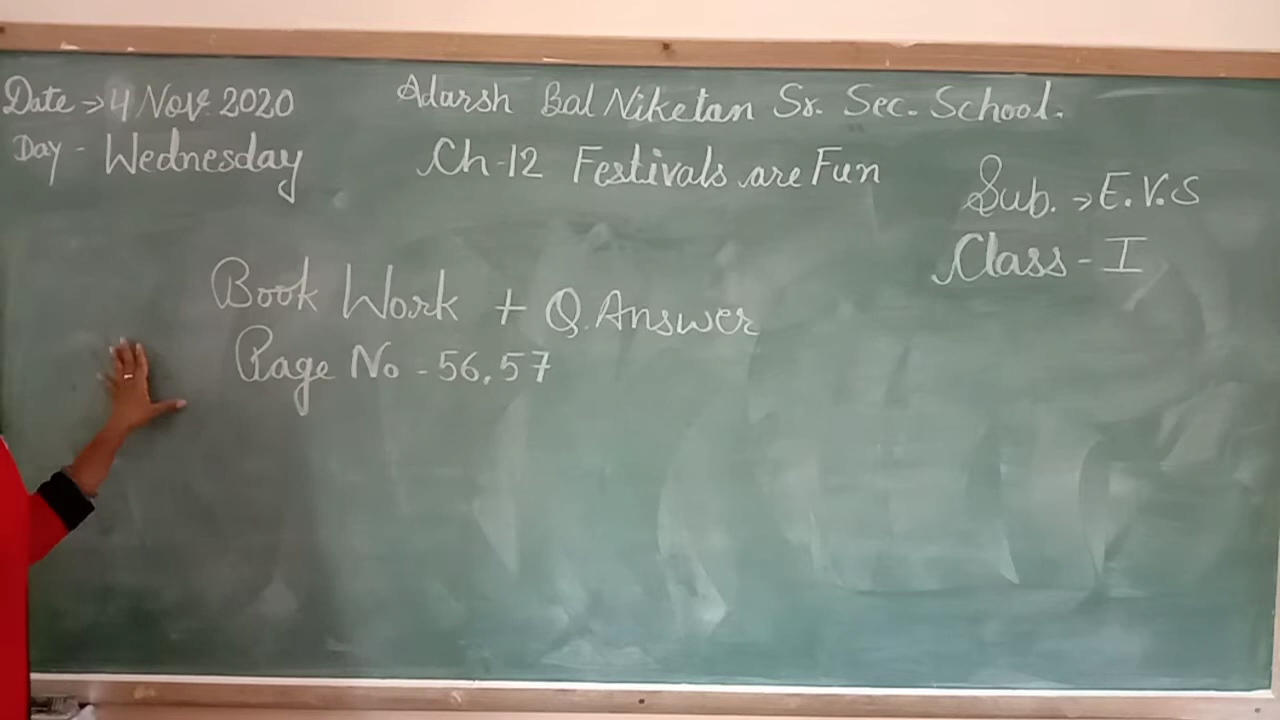 Date → 4 Nov. 2020
Adarsh Bal Niketan Sr. Sec. School.
Day - Wednesday
Ch-12 Festivals are Fun
Sub. → E.V.S
Class - I
Book Work + Q. Answer
Page No - 56, 57